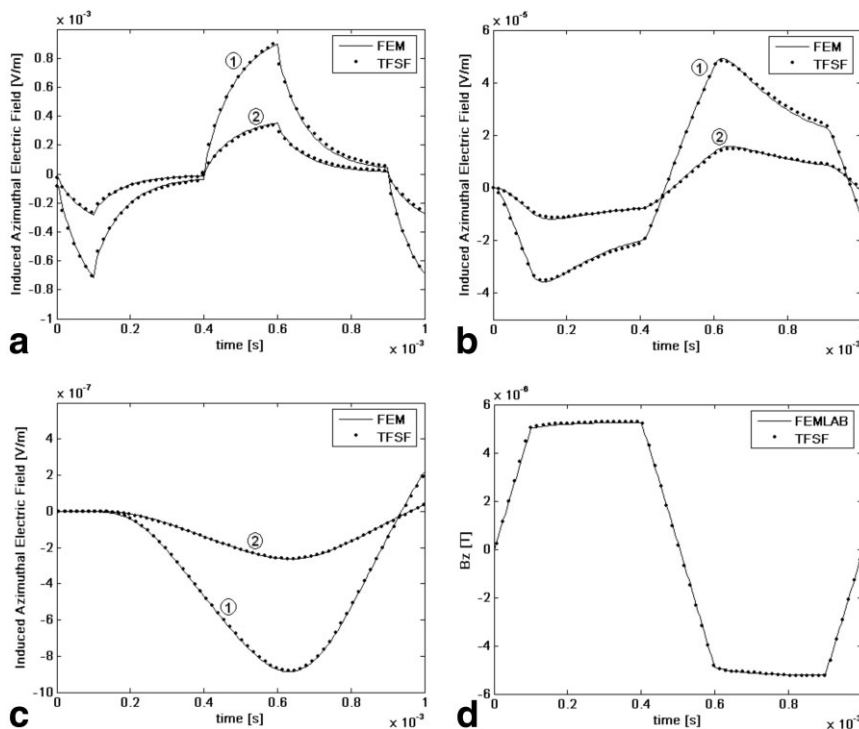 x 10⁻³
Induced Azimuthal Electric Field [V/m]
0.8
0.6
0.4
0.2
0
-0.2
-0.4
-0.6
-0.8
-1
FEM
TFSF
1
2
0 0.2 0.4 0.6 0.8 1
time [s]
x 10⁻³
a
x 10⁻⁵
Induced Azimuthal Electric Field [V/m]
6
4
2
0
-2
-4
FEM
TFSF
1
2
0 0.2 0.4 0.6 0.8
time [s]
x 10⁻³
b
x 10⁻⁷
Induced Azimuthal Electric Field [V/m]
4
2
0
-2
-4
-6
-8
-10
FEM
TFSF
2
1
0 0.2 0.4 0.6 0.8 1
time [s]
x 10⁻³
c
x 10⁻⁶
Bz [T]
6
4
2
0
-2
-4
-6
FEMLAB
TFSF
0 0.2 0.4 0.6 0.8
time [s]
x 10⁻³
d